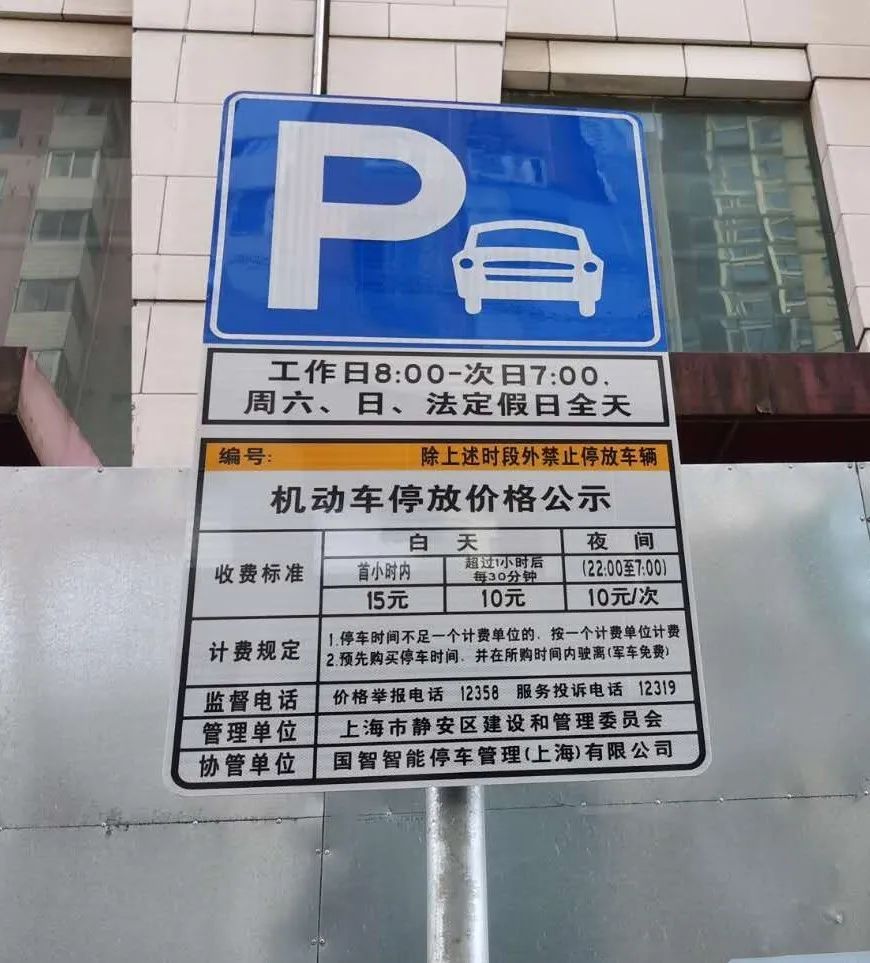 P
工作日8:00-次日7:00.
周六、日、法定假日全天
编号: 除上述时段外禁止停放车辆
机动车停放价格公示
收费标准
白天 夜间
首小时内 超过1小时后 每30分钟 (22:00至7:00)
15元 10元 10元/次
计费规定
1.停车时间不足一个计费单位的、按一个计费单位计费
2.预先购买停车时间、并在所购时间内驶离(军车免费)
监督电话 价格举报电话 12358 服务投诉电话 12319
管理单位 上海市静安区建设和管理委员会
协管单位 国智智能停车管理(上海)有限公司